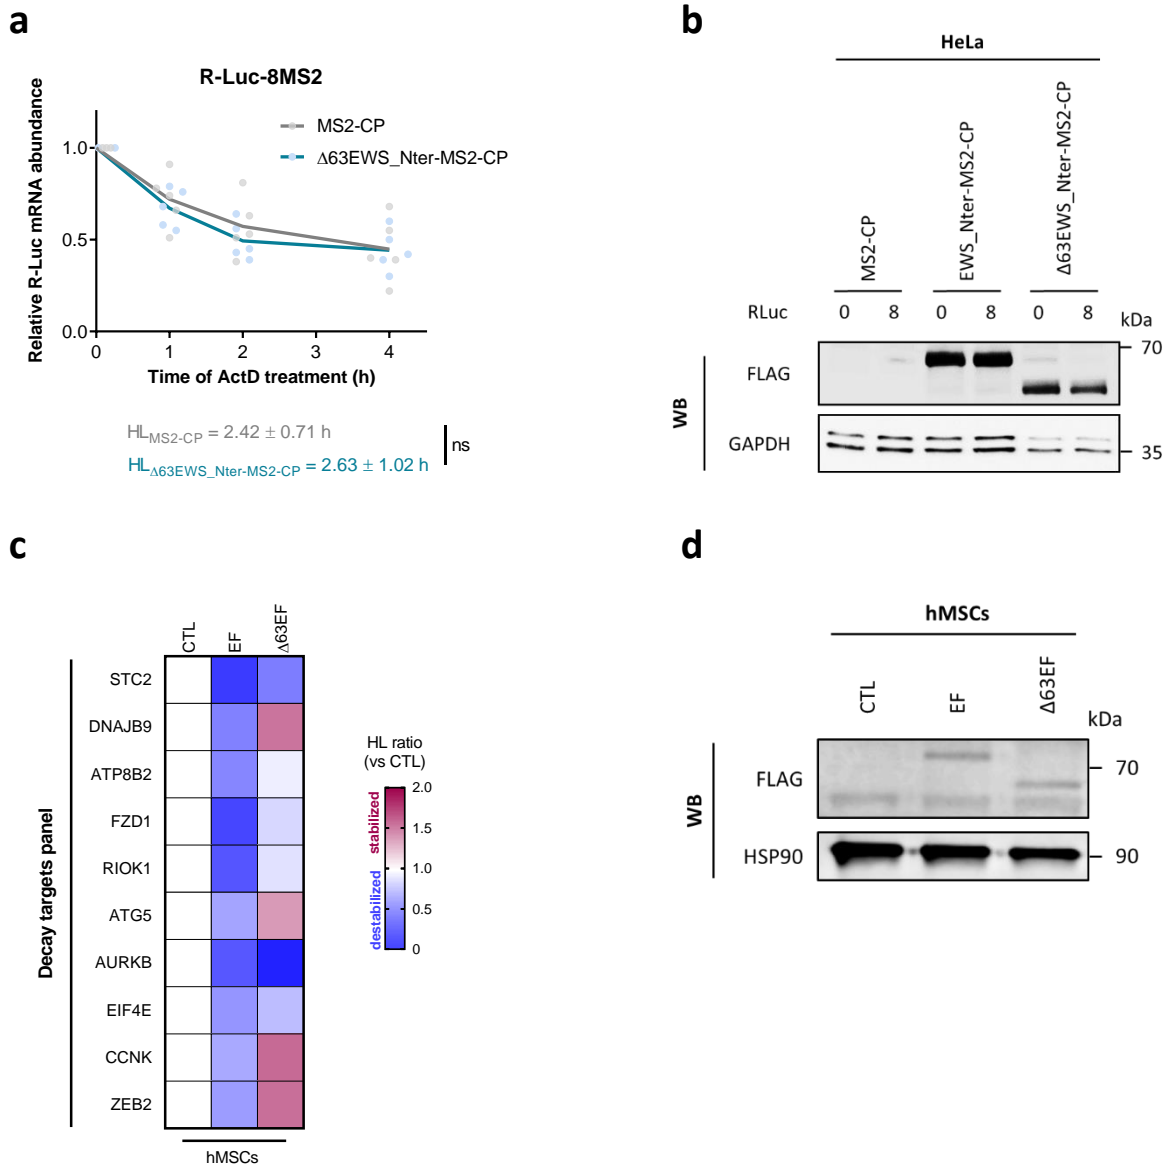 a
R-Luc-8MS2
Relative R-Luc mRNA abundance
1.0
0.5
0.0
MS2-CP
Δ63EWS_Nter-MS2-CP
0 1 2 3 4
Time of ActD treatment (h)
HL MS2-CP = 2.42 ± 0.71 h
HL Δ63EWS_Nter-MS2-CP = 2.63 ± 1.02 h
ns
b
HeLa
MS2-CP
EWS_Nter-MS2-CP
Δ63EWS_Nter-MS2-CP
RLuc 0 8 0 8 0 8
kDa
WB
FLAG
70
GAPDH
35
c
CTL
EF
Δ63EF
Decay targets panel
STC2
DNAJB9
ATP8B2
FZD1
RIOK1
ATG5
AURKB
EIF4E
CCNK
ZEB2
hMSCs
HL ratio
(vs CTL)
destabilized
stabilized
2.0
1.5
1.0
0.5
0
d
hMSCs
CTL
EF
Δ63EF
kDa
WB
FLAG
70
HSP90
90